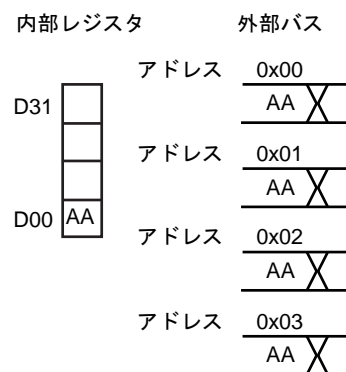 内部レジスタ 外部バス
アドレス 0x00
D31 AA
アドレス 0x01
AA
D00 AA
アドレス 0x02
AA
アドレス 0x03
AA